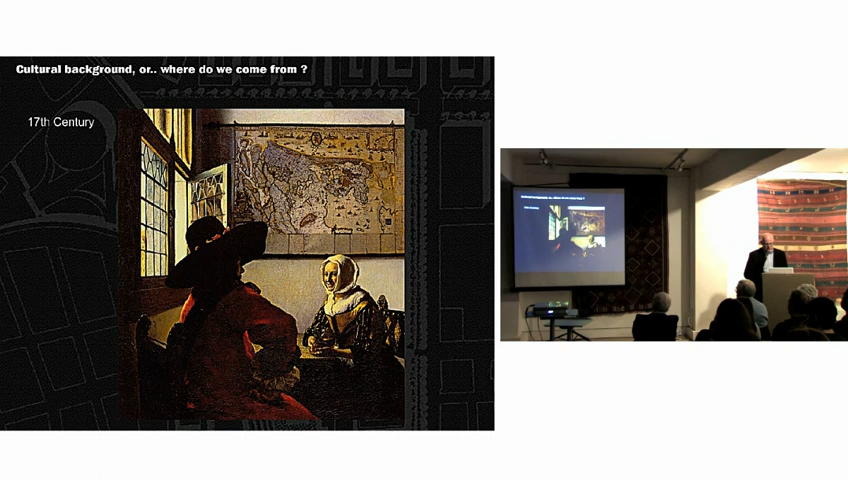 Cultural background, or.. where do we come from ?
17th Century